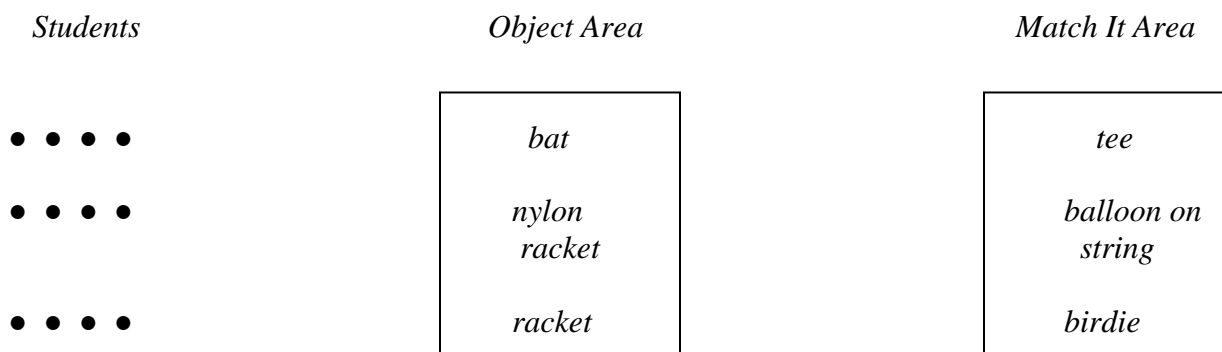 Students Object Area Match It Area
bat tee
nylon balloon on
racket string
racket birdie